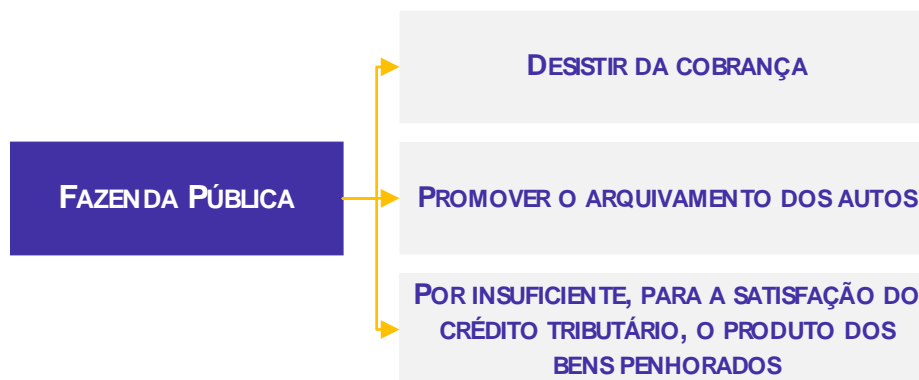 FAZENDA PÚBLICA
DESISTIR DA COBRANÇA
PROMOVER O ARQUIVAMENTO DOS AUTOS
POR INSUFICIENTE, PARA A SATISFAÇÃO DO
CRÉDITO TRIBUTÁRIO, O PRODUTO DOS
BENS PENHORADOS